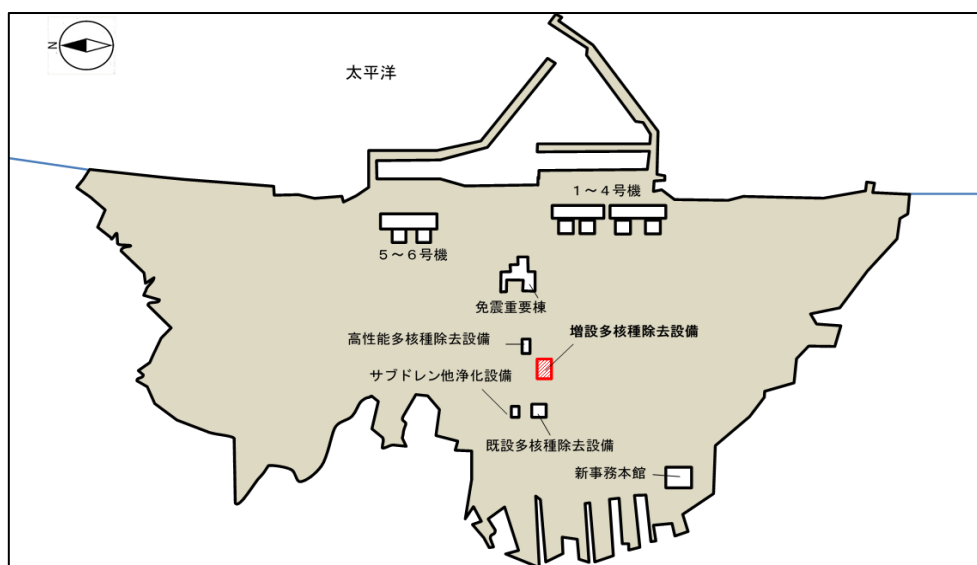 N
太平洋
1~4号機
5~6号機
免震重要棟
高性能多核種除去設備
増設多核種除去設備
サブドレン他浄化設備
既設多核種除去設備
新事務本館